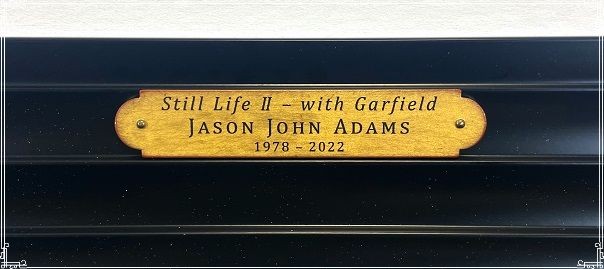 Still Life II – with Garfield
Jason John Adams
1978 – 2022